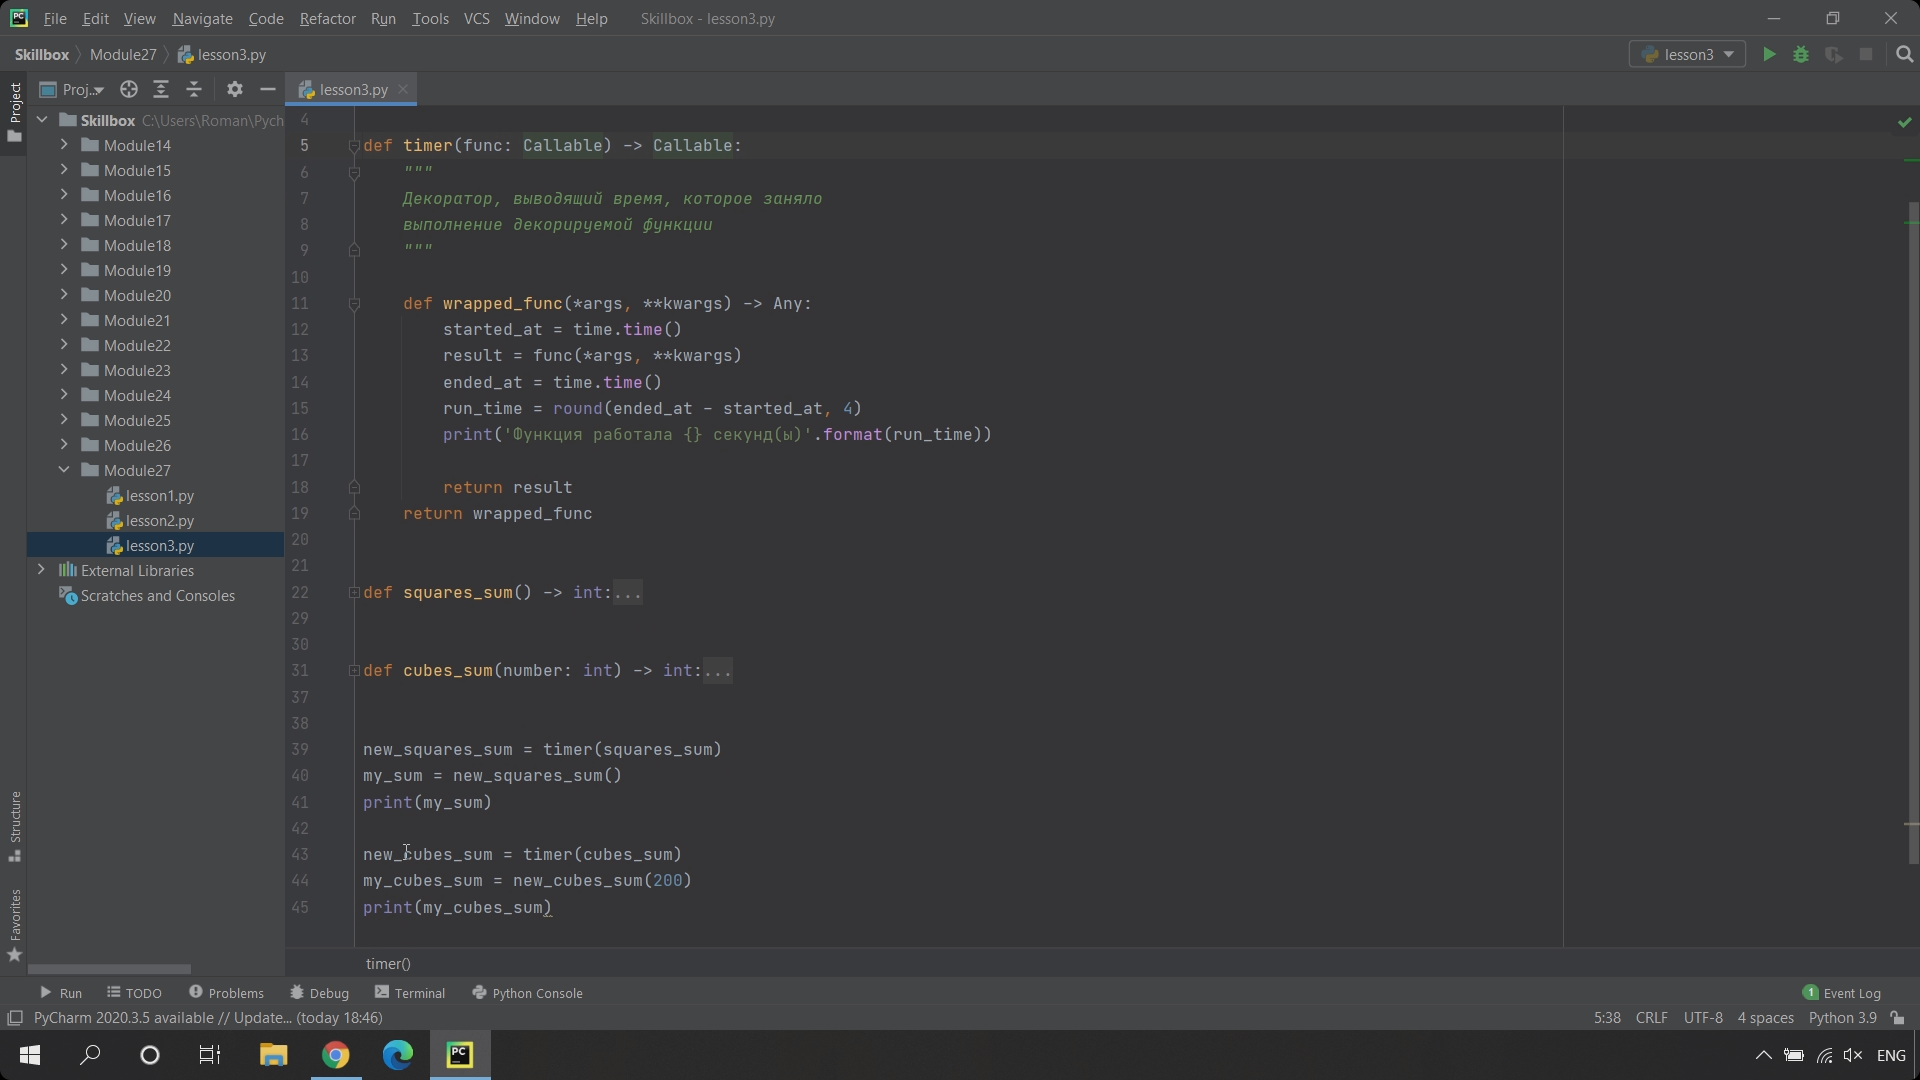 File Edit View Navigate Code Refactor Run Tools VCS Window Help Skillbox - lesson3.py
Skillbox Module27 lesson3.py lesson3
Project
Proj...
lesson3.py
Skillbox C:\Users\Roman\Pych
Module14
Module15
Module16
Module17
Module18
Module19
Module20
Module21
Module22
Module23
Module24
Module25
Module26
Module27
lesson1.py
lesson2.py
lesson3.py
External Libraries
Scratches and Consoles
Structure
Favorites
4
5 def timer(func: Callable) -> Callable:
6 """
7 Декоратор, выводящий время, которое заняло
8 выполнение декорируемой функции
9 """
10
11 def wrapped_func(*args, **kwargs) -> Any:
12 started_at = time.time()
13 result = func(*args, **kwargs)
14 ended_at = time.time()
15 run_time = round(ended_at - started_at, 4)
16 print('Функция работала {} секунд(ы)'.format(run_time))
17
18 return result
19 return wrapped_func
20
21
22 def squares_sum() -> int:...
29
30
31 def cubes_sum(number: int) -> int:...
37
38
39 new_squares_sum = timer(squares_sum)
40 my_sum = new_squares_sum()
41 print(my_sum)
42
43 new_cubes_sum = timer(cubes_sum)
44 my_cubes_sum = new_cubes_sum(200)
45 print(my_cubes_sum)
timer()
Run TODO Problems Debug Terminal Python Console 1 Event Log
PyCharm 2020.3.5 available // Update... (today 18:46) 5:38 CRLF UTF-8 4 spaces Python 3.9
PC ENG